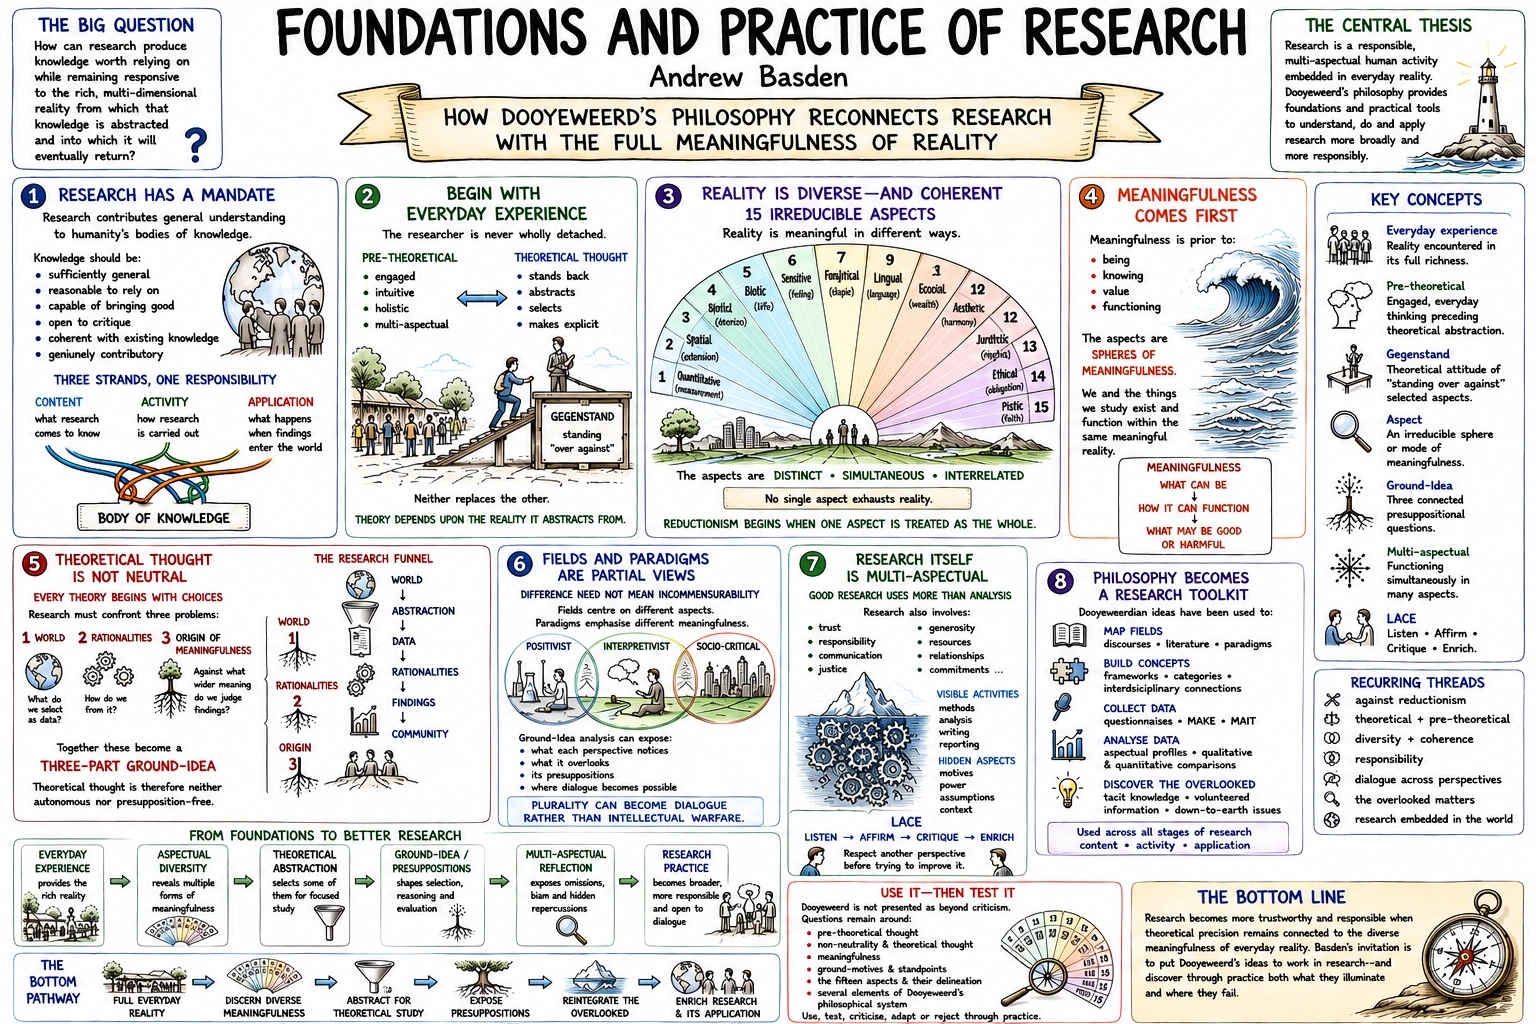 FOUNDATIONS AND PRACTICE OF RESEARCH
Andrew Basden
HOW DOOYEWEERD'S PHILOSOPHY RECONNECTS RESEARCH
WITH THE FULL MEANINGFULNESS OF REALITY
THE BIG QUESTION
How can research produce
knowledge worth relying on
while remaining responsive
to the rich, multi-dimensional
reality from which that
knowledge is abstracted
and into which it will
eventually return?
?
THE CENTRAL THESIS
Research is a responsible,
multi-aspectual human activity
embedded in everyday reality.
Dooyeweerd's philosophy provides
foundations and practical tools
to understand, do and apply
research more broadly and
more responsibly.
1 RESEARCH HAS A MANDATE
Research contributes general understanding
to humanity's bodies of knowledge.
Knowledge should be:
• sufficiently general
• reasonable to rely on
• capable of bringing good
• open to critique
• coherent with existing knowledge
• geniunely contributory
THREE STRANDS, ONE RESPONSIBILITY
CONTENT
what research
comes to know
ACTIVITY
how research
is carried out
APPLICATION
what happens
when findings
enter the world
BODY OF KNOWLEDGE
2 BEGIN WITH
EVERYDAY EXPERIENCE
The researcher is never wholly detached.
PRE-THEORETICAL
• engaged
• intuitive
• holistic
• multi-aspectual
THEORETICAL THOUGHT
• stands back
• abstracts
• selects
• makes explicit
GEGENSTAND
standing
"over against"
Neither replaces the other.
THEORY DEPENDS UPON THE REALITY IT ABSTRACTS FROM.
3 REALITY IS DIVERSE—AND COHERENT
15 IRREDUCIBLE ASPECTS
Reality is meaningful in different ways.
1 Quantitative
2 Spatial
(extension)
3
4
5 Biotic
(life)
6 Sensitive
(feling)
7
9 Lingual
(language)
12 Aesthetic
(harmony)
12
13
Ethical
(obligation)
14
Pistic
(faith)
15
The aspects are DISTINCT • SIMULTANEOUS • INTERRELATED
No single aspect exhausts reality.
REDUCTIONISM BEGINS WHEN ONE ASPECT IS TREATED AS THE WHOLE.
4 MEANINGFULNESS
COMES FIRST
Meaningfulness is prior to:
• being
• knowing
• value
• functioning
The aspects are
SPHERES OF
MEANINGFULNESS.
We and the things
we study exist and
function within the
same meaningful
reality.
MEANINGFULNESS
WHAT CAN BE
↓
HOW IT CAN FUNCTION
↓
WHAT MAY BE GOOD
OR HARMFUL
KEY CONCEPTS
Everyday experience
Reality encountered in
its full richness.
Pre-theoretical
Engaged, everyday
thinking preceding
theoretical abstraction.
Gegenstand
Theoretical attitude of
"standing over against"
selected aspects.
Aspect
An irreducible sphere
or mode of
meaningfulness.
Ground-Idea
Three connected
presuppositional
questions.
Multi-aspectual
Functioning
simultaneously in
many aspects.
LACE
Listen • Affirm •
Critique • Enrich.
5 THEORETICAL THOUGHT
IS NOT NEUTRAL
EVERY THEORY BEGINS WITH CHOICES
Research must confront three problems:
1 WORLD
What do
we select
as data?
2 RATIONALITIES
How do we
from it?
3 ORIGIN OF
MEANINGFULNESS
Against what
wider meaning
do we judge
findings?
Together these become a
THREE-PART GROUND-IDEA
Theoretical thought is therefore neither
autonomous nor presupposition-free.
THE RESEARCH FUNNEL
WORLD
1
RATIONALITIES
2
ORIGIN
3
WORLD
↓
ABSTRACTION
↓
DATA
↓
RATIONALITIES
↓
FINDINGS
↓
COMMUNITY
6 FIELDS AND PARADIGMS
ARE PARTIAL VIEWS
DIFFERENCE NEED NOT MEAN INCOMMENSURABILITY
Fields centre on different aspects.
Paradigms emphasise different meaningfulness.
POSITIVIST
INTERPRETIVIST
SOCIO-CRITICAL
Ground-Idea analysis can expose:
• what each perspective notices
• what it overlooks
• its presuppositions
• where dialogue becomes possible
PLURALITY CAN BECOME DIALOGUE
RATHER THAN INTELLECTUAL WARFARE.
7 RESEARCH ITSELF
IS MULTI-ASPECTUAL
GOOD RESEARCH USES MORE THAN ANALYSIS
Research also involves:
• trust
• responsibility
• communication
• justice
• generosity
• resources
• relationships
• commitments ...
VISIBLE ACTIVITIES
methods
analysis
writing
reporting
HIDDEN ASPECTS
motives
power
assumptions
context
LACE
LISTEN → AFFIRM → CRITIQUE → ENRICH
Respect another perspective
before trying to improve it.
8 PHILOSOPHY BECOMES
A RESEARCH TOOLKIT
Dooyeweerdian ideas have been used to:
MAP FIELDS
discourses • literature • paradigms
BUILD CONCEPTS
frameworks • categories •
interdsiciplinary connections
COLLECT DATA
questionnaises • MAKE • MAIT
ANALYSE DATA
aspectual profiles • qualitative
& quantitative comparisons
DISCOVER THE OVERLOOKED
tacit knowledge • volunteered
information • down-to-earth issues
Used across all stages of research
content • activity • application
RECURRING THREADS
against reductionism
theoretical + pre-theoretical
diversity + coherence
responsibility
dialogue across perspectives
the overlooked matters
research embedded in the world
FROM FOUNDATIONS TO BETTER RESEARCH
EVERYDAY
EXPERIENCE
provides the
rich reality
ASPECTUAL
DIVERSITY
reveals multiple
forms of
meaningfulness
THEORETICAL
ABSTRACTION
selects some of
them for focused
study
GROUND-IDEA /
PRESUPPOSITIONS
shapes selection,
reasoning and
evaluation
MULTI-ASPECTUAL
REFLECTION
exposes omissions,
biam and hidden
repercussions
RESEARCH
PRACTICE
becomes broader,
more responsible
and open to
dialogue
THE
BOTTOM
PATHWAY
FULL EVERYDAY
REALITY
DISCERN DIVERSE
MEANINGFULNESS
ABSTRACT FOR
THEORETICAL STUDY
EXPOSE
PRESUPPOSITIONS
REINTEGRATE THE
OVERLOOKED
ENRICH RESEARCH
& ITS APPLICATION
USE IT—THEN TEST IT
Dooyeweerd is not presented as beyond criticism.
Questions remain around:
• pre-theoretical thought
• non-neutrality & theoretical thought
• meaningfulness
• ground-motives & standpoints
• the fifteen aspects & their delineation
• several elements of Dooyeweerd's
philosophical system
Use, test, criticise, adapt or reject through practice.
THE BOTTOM LINE
Research becomes more trustworthy and responsible when
theoretical precision remains connected to the diverse
meaningfulness of everyday reality. Basden's invitation is
to put Dooyeweerd's ideas to work in research--and
discover through practice both what they illuminate
and where they fail.